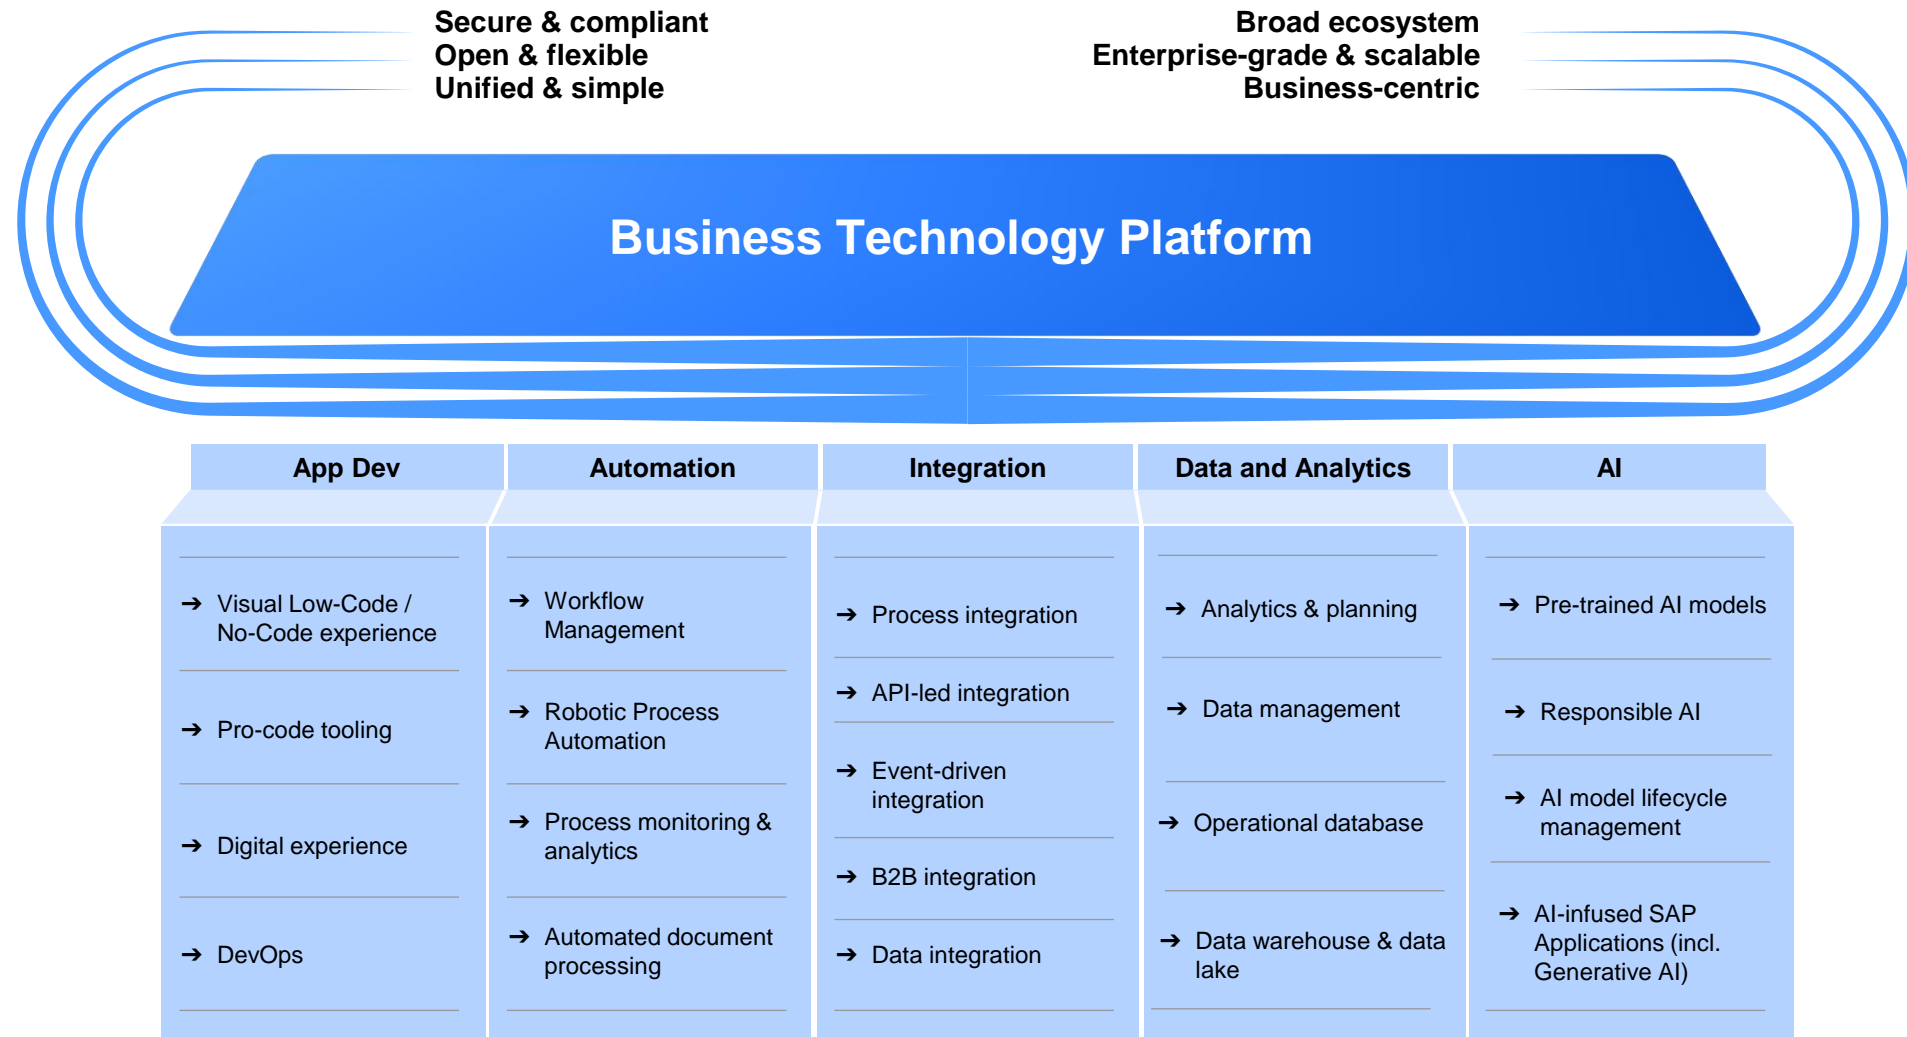 Secure & compliant
Open & flexible
Unified & simple
Broad ecosystem
Enterprise-grade & scalable
Business-centric
Business Technology Platform
App Dev
➔ Visual Low-Code /
No-Code experience
➔ Pro-code tooling
➔ Digital experience
➔ DevOps
Automation
➔ Workflow
Management
➔ Robotic Process
Automation
➔ Process monitoring &
analytics
➔ Automated document
processing
Integration
➔ Process integration
➔ API-led integration
➔ Event-driven
integration
➔ B2B integration
➔ Data integration
Data and Analytics
➔ Analytics & planning
➔ Data management
➔ Operational database
➔ Data warehouse & data
lake
AI
➔ Pre-trained AI models
➔ Responsible AI
➔ AI model lifecycle
management
➔ AI-infused SAP
Applications (incl.
Generative AI)